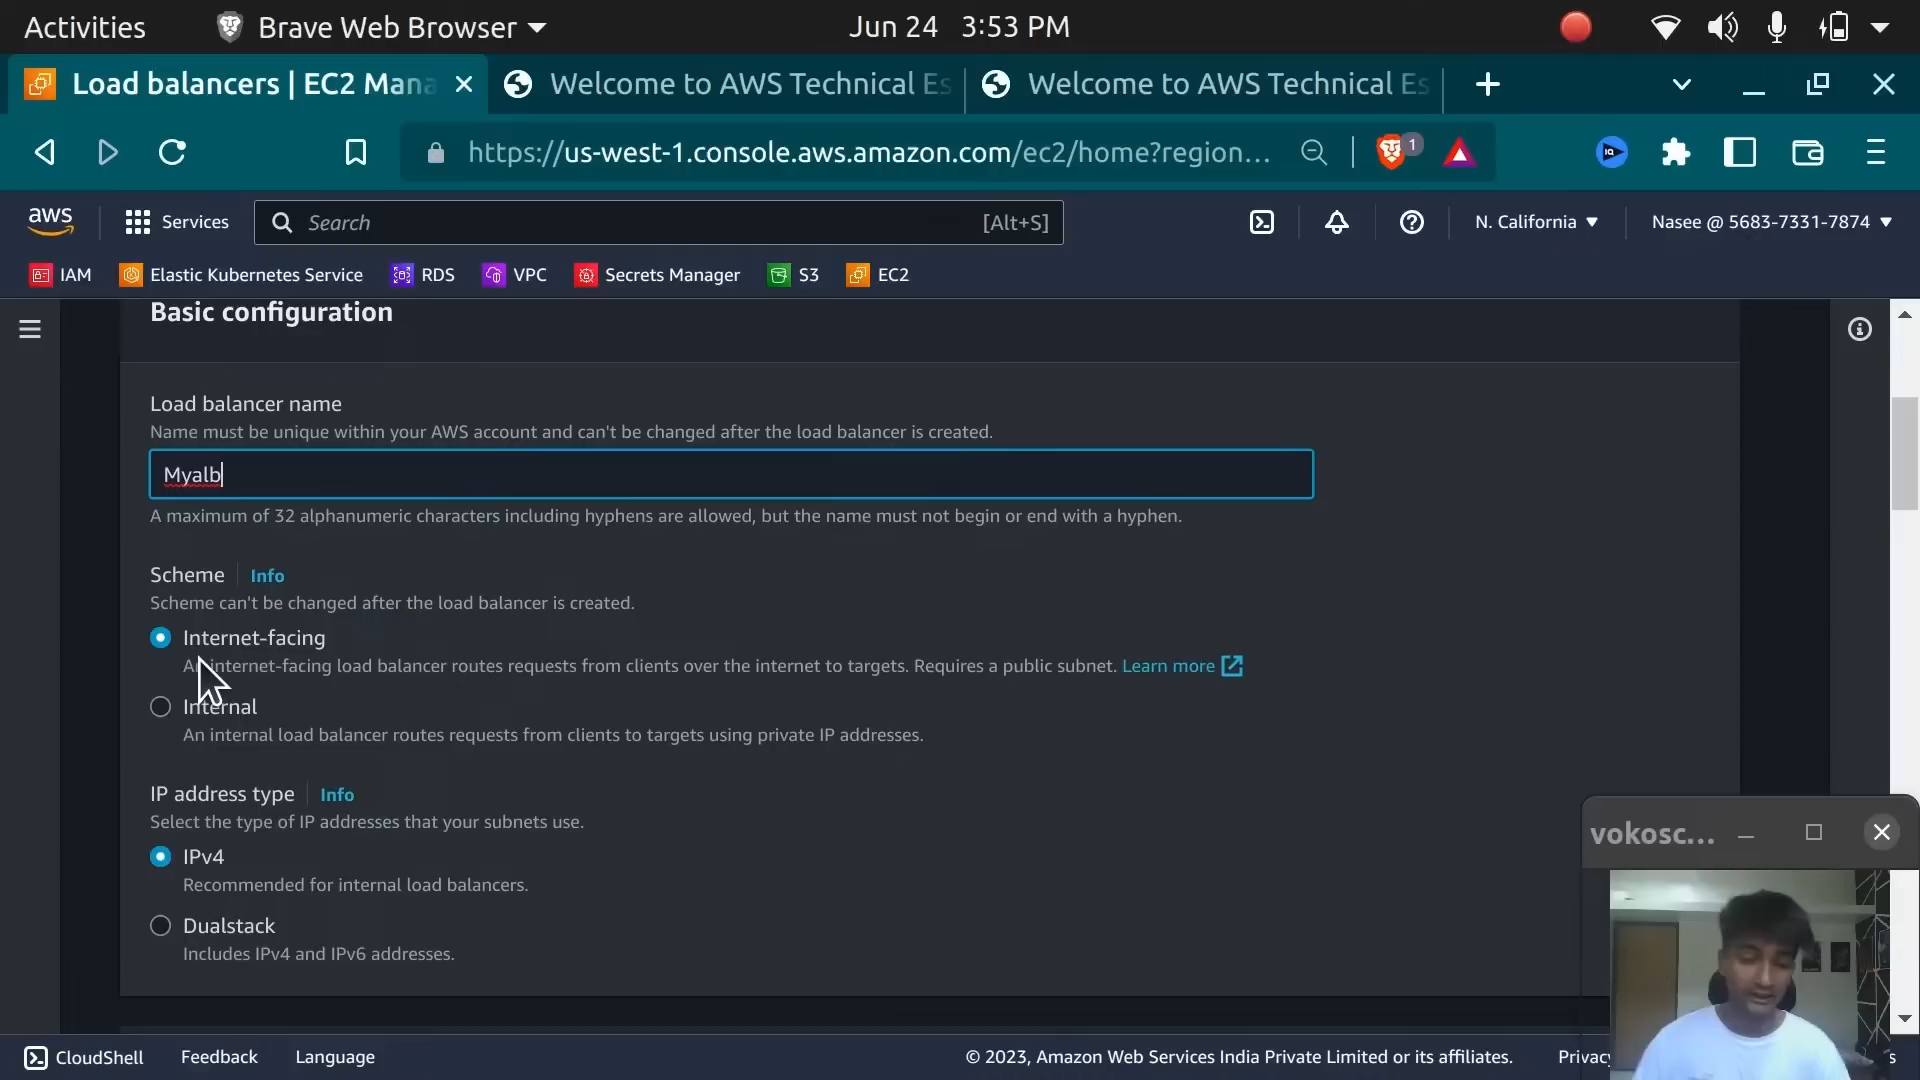 Activities Brave Web Browser Jun 24 3:53 PM
Load balancers | EC2 Mana Welcome to AWS Technical Es Welcome to AWS Technical Es
https://us-west-1.console.aws.amazon.com/ec2/home?region... 1
aws Services Search [Alt+S] N. California Nasee @ 5683-7331-7874
IAM Elastic Kubernetes Service RDS VPC Secrets Manager S3 EC2
Basic configuration
Load balancer name
Name must be unique within your AWS account and can't be changed after the load balancer is created.
Myalb
A maximum of 32 alphanumeric characters including hyphens are allowed, but the name must not begin or end with a hyphen.
Scheme Info
Scheme can't be changed after the load balancer is created.
Internet-facing
An internet-facing load balancer routes requests from clients over the internet to targets. Requires a public subnet. Learn more
Internal
An internal load balancer routes requests from clients to targets using private IP addresses.
IP address type Info
Select the type of IP addresses that your subnets use.
IPv4
Recommended for internal load balancers.
Dualstack
Includes IPv4 and IPv6 addresses.
vokosc...
CloudShell Feedback Language © 2023, Amazon Web Services India Private Limited or its affiliates. Privac